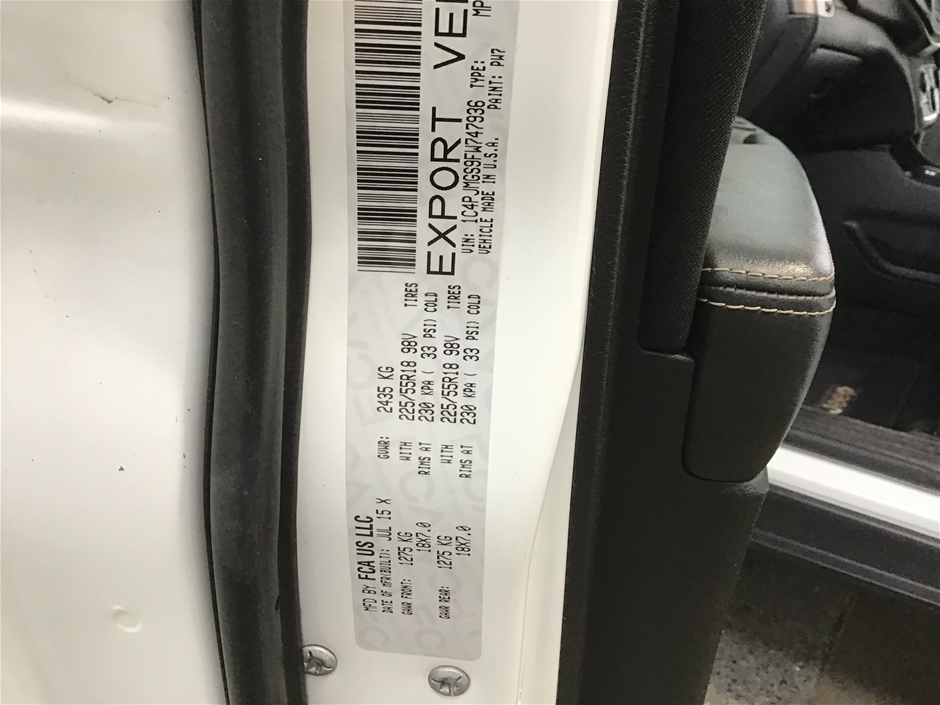 MFD BY FCA US LLC
DATE OF MFR(BUILT): JUL 15 X
GVWR: 2435 KG
GAWR FRONT: 1275 KG WITH 225/55R18 98V TIRES
18X7.0 RIMS AT 230 KPA ( 33 PSI) COLD
GAWR REAR: 1275 KG WITH 225/55R18 98V TIRES
18X7.0 RIMS AT 230 KPA ( 33 PSI) COLD
EXPORT
VIN: 1C4PJMGS9FW747936 TYPE:
VEHICLE MADE IN U.S.A. PAINT: PW7